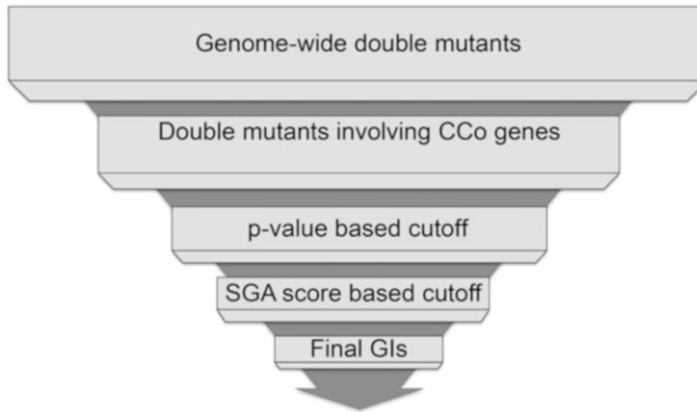 Genome-wide double mutants
Double mutants involving CCo genes
p-value based cutoff
SGA score based cutoff
Final GIs